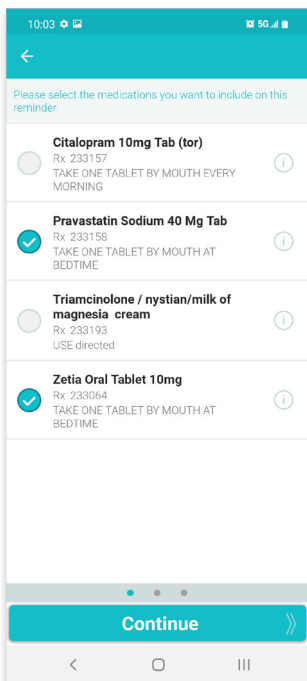 10:03
5G
Please select the medications you want to include on this
reminder
Citalopram 10mg Tab (tor)
Rx 233157
TAKE ONE TABLET BY MOUTH EVERY
MORNING
Pravastatin Sodium 40 Mg Tab
Rx 233158
TAKE ONE TABLET BY MOUTH AT
BEDTIME
Triamcinolone / nystian/milk of
magnesia cream
Rx 233193
USE directed
Zetia Oral Tablet 10mg
Rx 233064
TAKE ONE TABLET BY MOUTH AT
BEDTIME
Continue